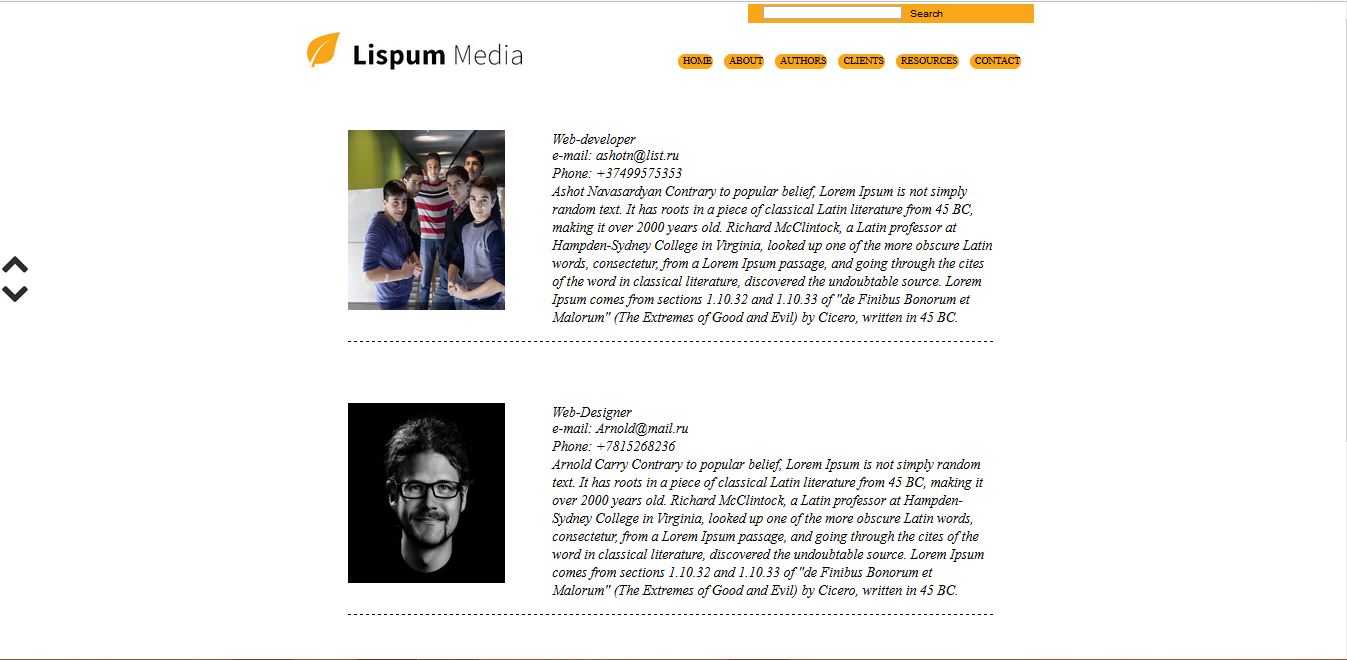 Search
Lispum Media
HOME ABOUT AUTHORS CLIENTS RESOURCES CONTACT
Web-developer
e-mail: ashotn@list.ru
Phone: +37499575353
Ashot Navasardyan Contrary to popular belief, Lorem Ipsum is not simply
random text. It has roots in a piece of classical Latin literature from 45 BC,
making it over 2000 years old. Richard McClintock, a Latin professor at
Hampden-Sydney College in Virginia, looked up one of the more obscure Latin
words, consectetur, from a Lorem Ipsum passage, and going through the cites
of the word in classical literature, discovered the undoubtable source. Lorem
Ipsum comes from sections 1.10.32 and 1.10.33 of "de Finibus Bonorum et
Malorum" (The Extremes of Good and Evil) by Cicero, written in 45 BC.
Web-Designer
e-mail: Arnold@mail.ru
Phone: +7815268236
Arnold Carry Contrary to popular belief, Lorem Ipsum is not simply random
text. It has roots in a piece of classical Latin literature from 45 BC, making it
over 2000 years old. Richard McClintock, a Latin professor at Hampden-
Sydney College in Virginia, looked up one of the more obscure Latin words,
consectetur, from a Lorem Ipsum passage, and going through the cites of the
word in classical literature, discovered the undoubtable source. Lorem Ipsum
comes from sections 1.10.32 and 1.10.33 of "de Finibus Bonorum et
Malorum" (The Extremes of Good and Evil) by Cicero, written in 45 BC.